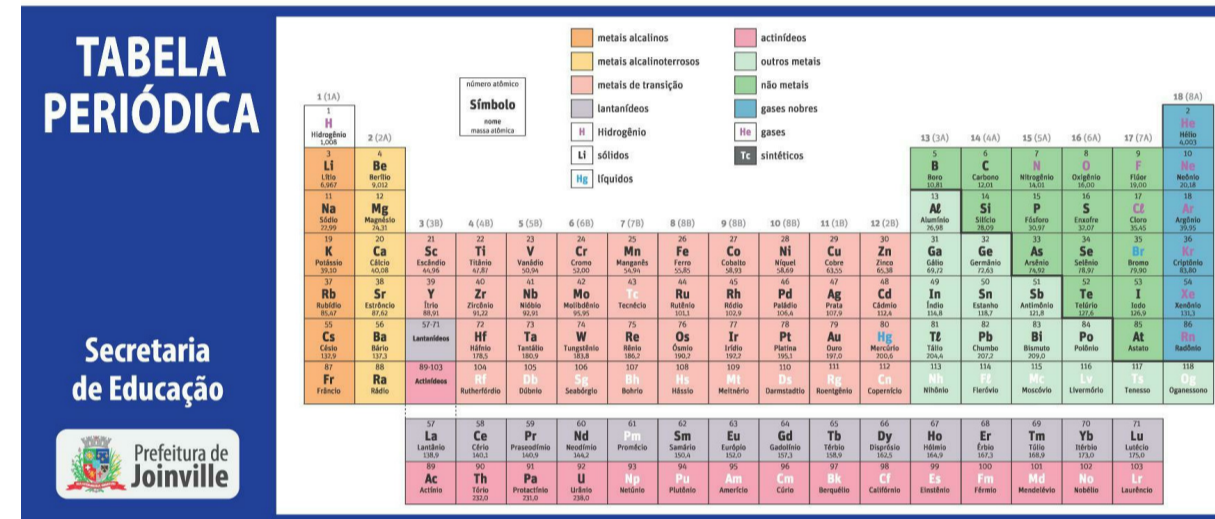 TABELA
PERIÓDICA
Secretaria
de Educação
Prefeitura de
Joinville
metais alcalinos
metais alcalinoterrosos
metais de transição
lantanídeos
H Hidrogênio
Li sólidos
Hg líquidos
actinídeos
outros metais
não metais
gases nobres
He gases
Tc sintéticos
número atômico
Símbolo
nome
massa atômica
1 (1A) 18 (8A)
2 (2A) 13 (3A) 14 (4A) 15 (5A) 16 (6A) 17 (7A)
3 (3B) 4 (4B) 5 (5B) 6 (6B) 7 (7B) 8 (8B) 9 (8B) 10 (8B) 11 (1B) 12 (2B)
1 2
H He
Hidrogênio Hélio
1,008 4,003
3 4 5 6 7 8 9 10
Li Be B C N O F Ne
Lítio Berílio Boro Carbono Nitrogênio Oxigênio Flúor Neônio
6,967 9,012 10,81 12,01 14,01 16,00 19,00 20,18
11 12 13 14 15 16 17 18
Na Mg Aℓ Si P S Cℓ Ar
Sódio Magnésio Alumínio Silício Fósforo Enxofre Cloro Argônio
22,99 24,31 26,98 28,09 30,97 32,07 35,45 39,95
19 20 21 22 23 24 25 26 27 28 29 30 31 32 33 34 35 36
K Ca Sc Ti V Cr Mn Fe Co Ni Cu Zn Ga Ge As Se Br Kr
Potássio Cálcio Escândio Titânio Vanádio Cromo Manganês Ferro Cobalto Níquel Cobre Zinco Gálio Germânio Arsênio Selênio Bromo Criptônio
39,10 40,08 44,96 47,87 50,94 52,00 54,94 55,85 58,93 58,69 63,55 65,38 69,72 72,63 74,92 78,97 79,90 83,80
37 38 39 40 41 42 43 44 45 46 47 48 49 50 51 52 53 54
Rb Sr Y Zr Nb Mo Tc Ru Rh Pd Ag Cd In Sn Sb Te I Xe
Rubídio Estrôncio Ítrio Zircônio Nióbio Molibdênio Tecnécio Rutênio Ródio Paládio Prata Cádmio Índio Estanho Antimônio Telúrio Iodo Xenônio
85,47 87,62 88,91 91,22 92,91 95,95 101,1 102,9 106,4 107,9 112,4 114,8 118,7 121,8 127,6 126,9 131,3
55 56 57-71 72 73 74 75 76 77 78 79 80 81 82 83 84 85 86
Cs Ba Lantanídeos Hf Ta W Re Os Ir Pt Au Hg Tℓ Pb Bi Po At Rn
Césio Bário Háfnio Tântalo Tungstênio Rênio Ósmio Irídio Platina Ouro Mercúrio Tálio Chumbo Bismuto Polônio Astato Radônio
132,9 137,3 178,5 180,9 183,8 186,2 190,2 192,2 195,1 197,0 200,6 204,4 207,2 209,0
87 88 89-103 104 105 106 107 108 109 110 111 112 113 114 115 116 117 118
Fr Ra Actinídeos Rf Db Sg Bh Hs Mt Ds Rg Cn Nh Fℓ Mc Lv Ts Og
Frâncio Rádio Rutherfórdio Dúbnio Seabórgio Bohrio Hássio Meitnério Darmstadtio Roentgênio Copernício Nihônio Fleróvio Moscóvio Livermório Tenesso Oganessono
57 58 59 60 61 62 63 64 65 66 67 68 69 70 71
La Ce Pr Nd Pm Sm Eu Gd Tb Dy Ho Er Tm Yb Lu
Lantânio Cério Praseodímio Neodímio Promécio Samário Európio Gadolínio Térbio Disprósio Hólmio Érbio Túlio Itérbio Lutécio
138,9 140,1 140,9 144,2 150,4 152,0 157,3 158,9 162,5 164,9 167,3 168,9 173,0 175,0
89 90 91 92 93 94 95 96 97 98 99 100 101 102 103
Ac Th Pa U Np Pu Am Cm Bk Cf Es Fm Md No Lr
Actínio Tório Protactínio Urânio Netúnio Plutônio Amerício Cúrio Berquélio Califórnio Einstênio Férmio Mendelévio Nobélio Laurêncio
232,0 231,0 238,0